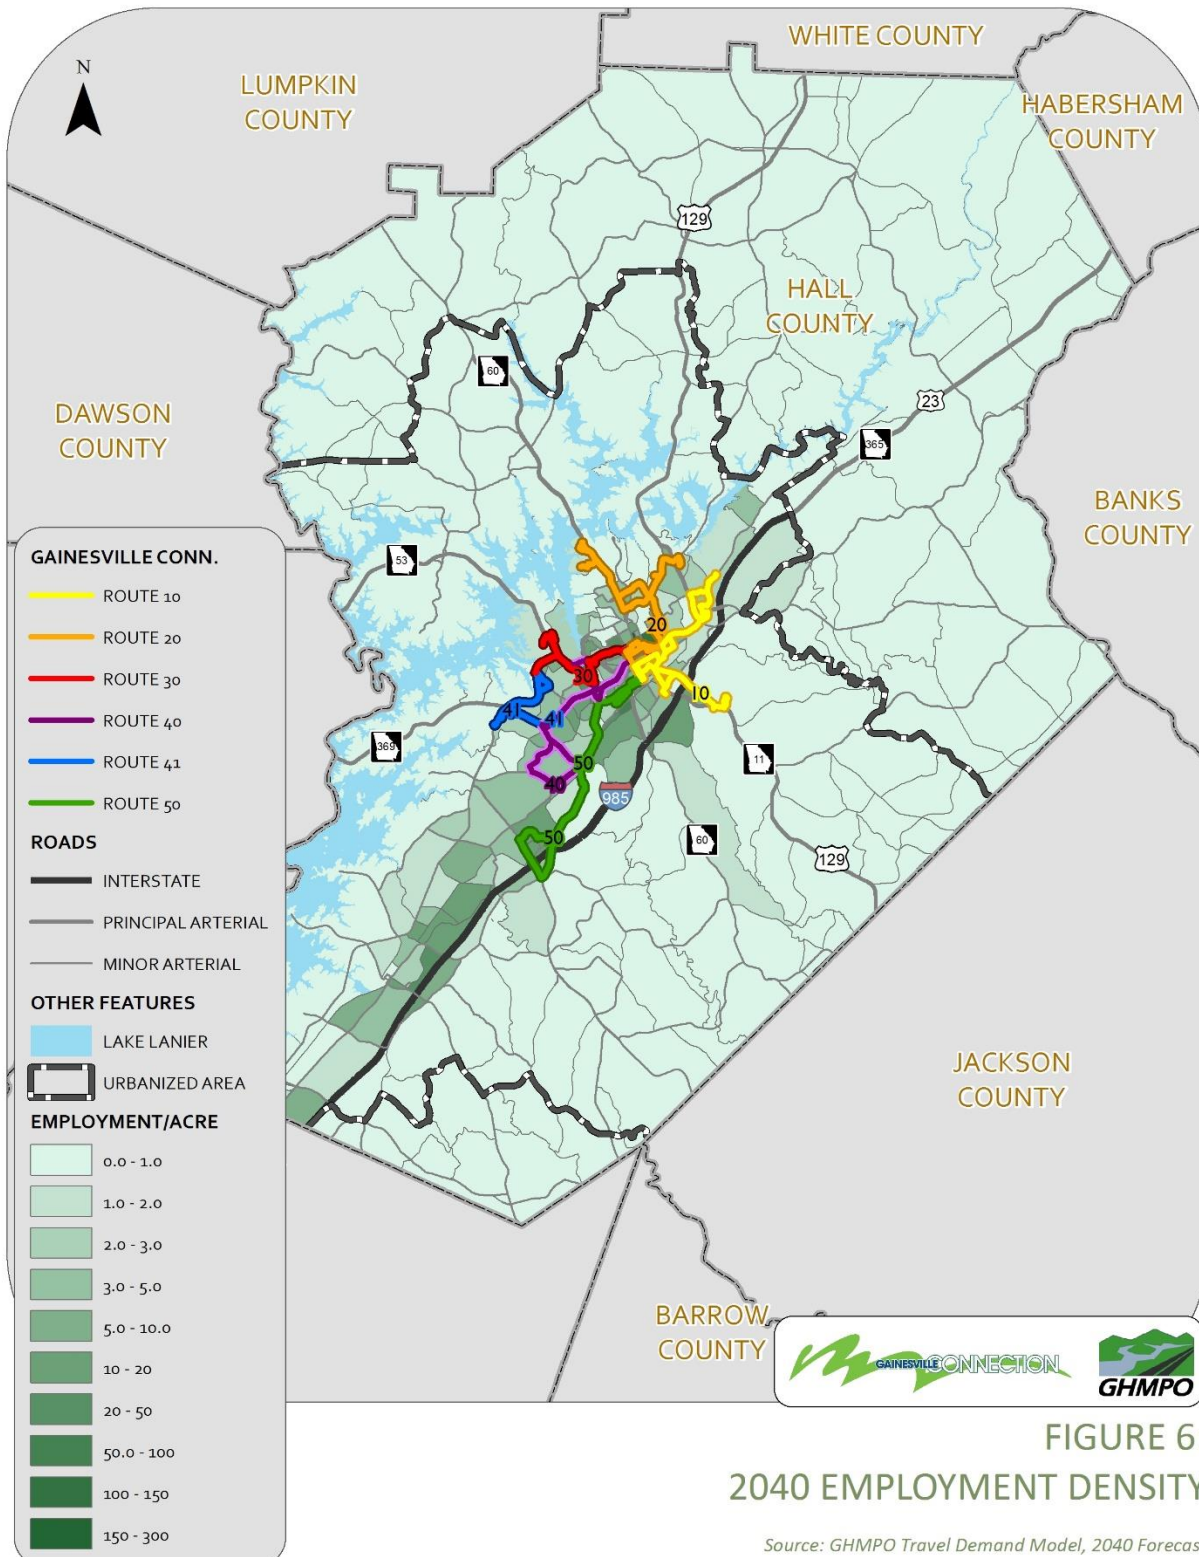 WHITE COUNTY
LUMPKIN
COUNTY
N
HABERSHAM
COUNTY
129
HALL
COUNTY
60
23
365
DAWSON
COUNTY
BANKS
COUNTY
53
20
30
10
41
41
369
11
50
40
985
50
60
129
JACKSON
COUNTY
BARROW
COUNTY
GAINESVILLE CONN.
ROUTE 10
ROUTE 20
ROUTE 30
ROUTE 40
ROUTE 41
ROUTE 50
ROADS
INTERSTATE
PRINCIPAL ARTERIAL
MINOR ARTERIAL
OTHER FEATURES
LAKE LANIER
URBANIZED AREA
EMPLOYMENT/ACRE
0.0 - 1.0
1.0 - 2.0
2.0 - 3.0
3.0 - 5.0
5.0 - 10.0
10 - 20
20 - 50
50.0 - 100
100 - 150
150 - 300
GAINESVILLE CONNECTION
GHMPO
FIGURE 6
2040 EMPLOYMENT DENSITY
Source: GHMPO Travel Demand Model, 2040 Forecas